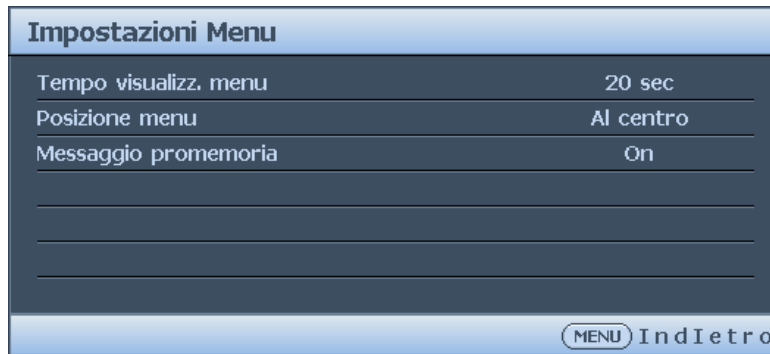 Impostazioni Menu
Tempo visualizz. menu 20 sec
Posizione menu Al centro
Messaggio promemoria On
MENU IndIetro